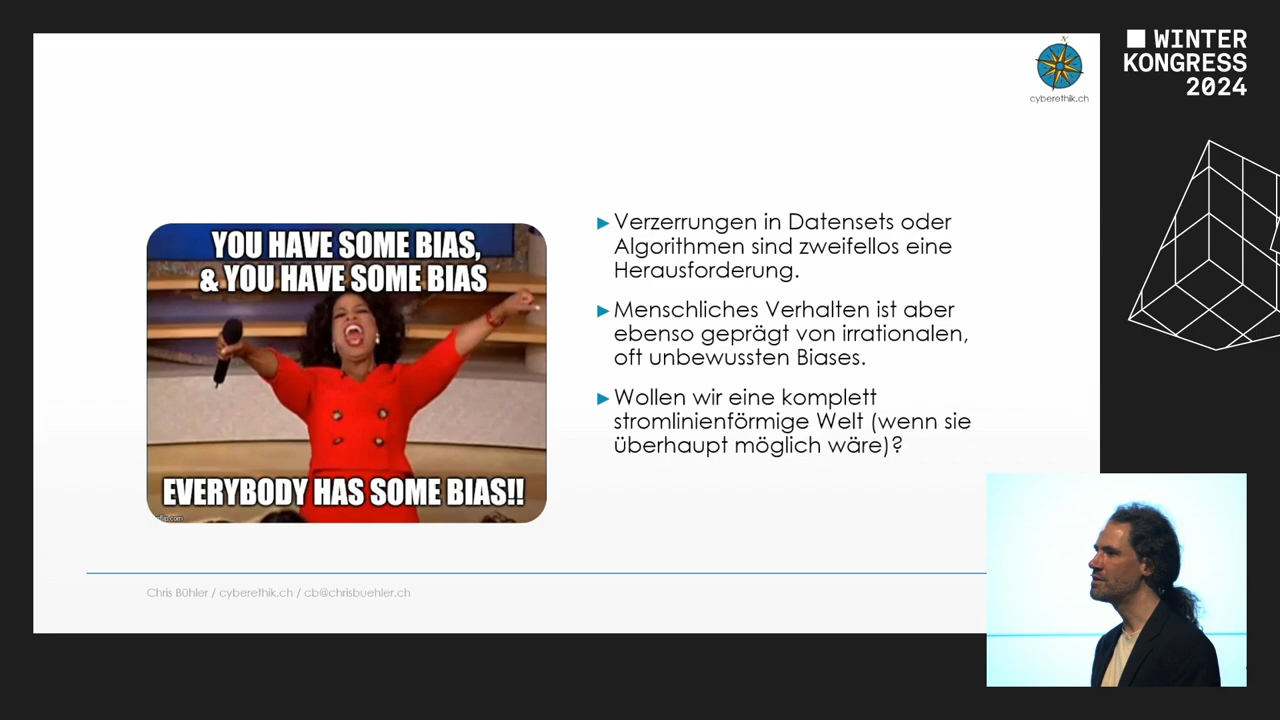 WINTER
KONGRESS
2024
cyberethik.ch
YOU HAVE SOME BIAS,
& YOU HAVE SOME BIAS
EVERYBODY HAS SOME BIAS!!
Verzerrungen in Datensets oder
Algorithmen sind zweifellos eine
Herausforderung.
Menschliches Verhalten ist aber
ebenso geprägt von irrationalen,
oft unbewussten Biases.
Wollen wir eine komplett
stromlinienförmige Welt (wenn sie
überhaupt möglich wäre)?
Chris Bühler / cyberethik.ch / cb@chrisbuehler.ch